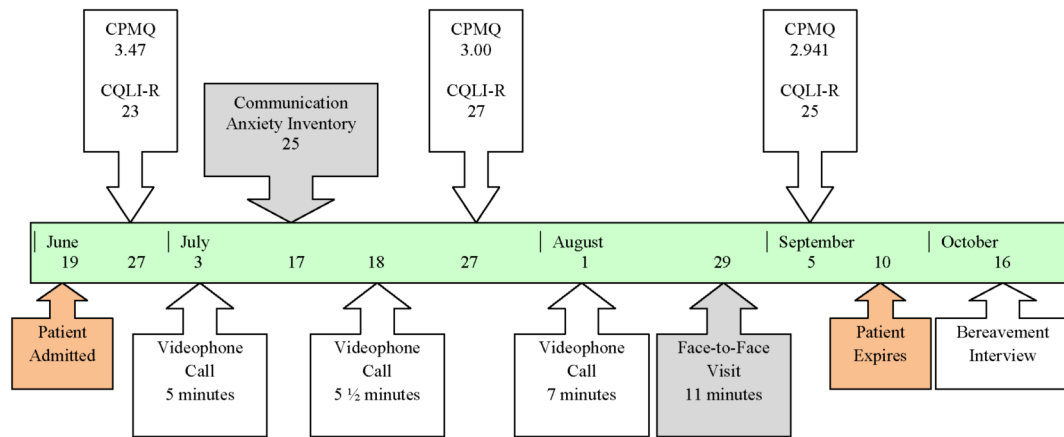 CPMQ
3.47
CQLI-R
23
Communication
Anxiety Inventory
25
CPMQ
3.00
CQLI-R
27
CPMQ
2.941
CQLI-R
25
June July August September October
19 27 3 17 18 27 1 29 5 10 16
Patient
Admitted
Videophone
Call
5 minutes
Videophone
Call
5 ½ minutes
Videophone
Call
7 minutes
Face-to-Face
Visit
11 minutes
Patient
Expires
Bereavement
Interview